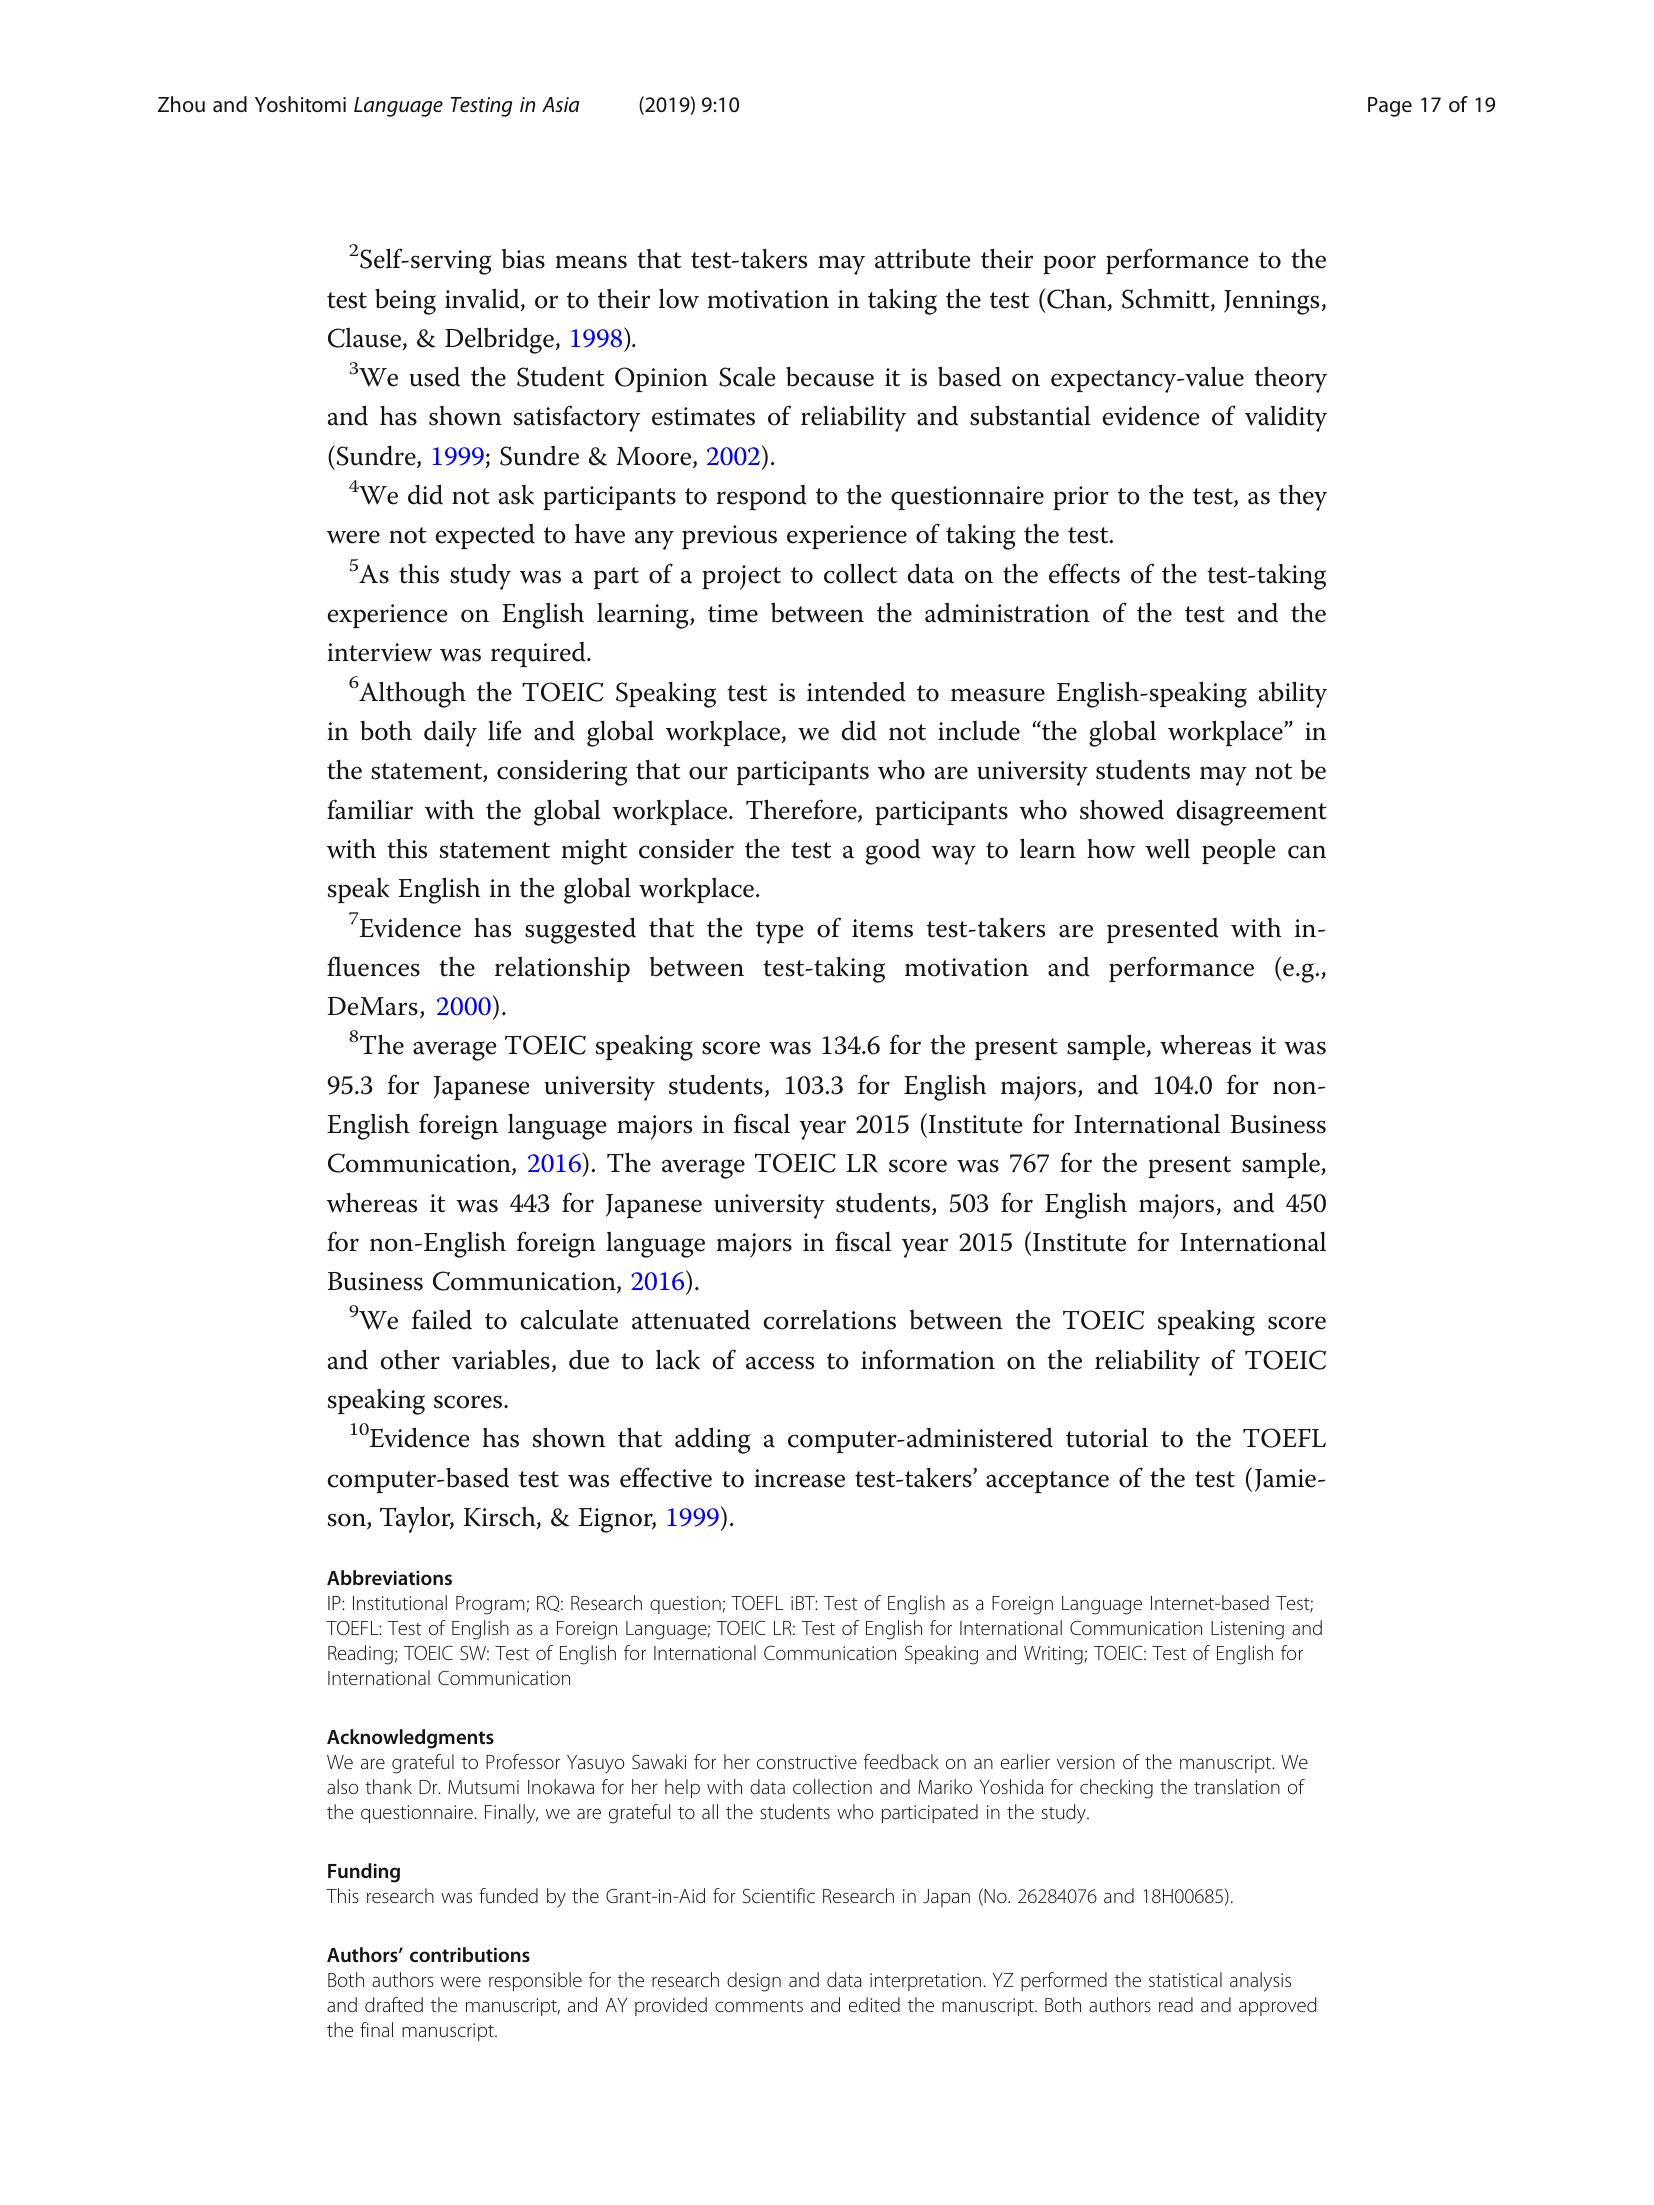 Zhou and Yoshitomi Language Testing in Asia (2019) 9:10 Page 17 of 19
2Self-serving bias means that test-takers may attribute their poor performance to the
test being invalid, or to their low motivation in taking the test (Chan, Schmitt, Jennings,
Clause, & Delbridge, 1998).
3We used the Student Opinion Scale because it is based on expectancy-value theory
and has shown satisfactory estimates of reliability and substantial evidence of validity
(Sundre, 1999; Sundre & Moore, 2002).
4We did not ask participants to respond to the questionnaire prior to the test, as they
were not expected to have any previous experience of taking the test.
5As this study was a part of a project to collect data on the effects of the test-taking
experience on English learning, time between the administration of the test and the
interview was required.
6Although the TOEIC Speaking test is intended to measure English-speaking ability
in both daily life and global workplace, we did not include “the global workplace” in
the statement, considering that our participants who are university students may not be
familiar with the global workplace. Therefore, participants who showed disagreement
with this statement might consider the test a good way to learn how well people can
speak English in the global workplace.
7Evidence has suggested that the type of items test-takers are presented with in-
fluences the relationship between test-taking motivation and performance (e.g.,
DeMars, 2000).
8The average TOEIC speaking score was 134.6 for the present sample, whereas it was
95.3 for Japanese university students, 103.3 for English majors, and 104.0 for non-
English foreign language majors in fiscal year 2015 (Institute for International Business
Communication, 2016). The average TOEIC LR score was 767 for the present sample,
whereas it was 443 for Japanese university students, 503 for English majors, and 450
for non-English foreign language majors in fiscal year 2015 (Institute for International
Business Communication, 2016).
9We failed to calculate attenuated correlations between the TOEIC speaking score
and other variables, due to lack of access to information on the reliability of TOEIC
speaking scores.
10Evidence has shown that adding a computer-administered tutorial to the TOEFL
computer-based test was effective to increase test-takers’ acceptance of the test (Jamie-
son, Taylor, Kirsch, & Eignor, 1999).
Abbreviations
IP: Institutional Program; RQ: Research question; TOEFL iBT: Test of English as a Foreign Language Internet-based Test;
TOEFL: Test of English as a Foreign Language; TOEIC LR: Test of English for International Communication Listening and
Reading; TOEIC SW: Test of English for International Communication Speaking and Writing; TOEIC: Test of English for
International Communication
Acknowledgments
We are grateful to Professor Yasuyo Sawaki for her constructive feedback on an earlier version of the manuscript. We
also thank Dr. Mutsumi Inokawa for her help with data collection and Mariko Yoshida for checking the translation of
the questionnaire. Finally, we are grateful to all the students who participated in the study.
Funding
This research was funded by the Grant-in-Aid for Scientific Research in Japan (No. 26284076 and 18H00685).
Authors’ contributions
Both authors were responsible for the research design and data interpretation. YZ performed the statistical analysis
and drafted the manuscript, and AY provided comments and edited the manuscript. Both authors read and approved
the final manuscript.